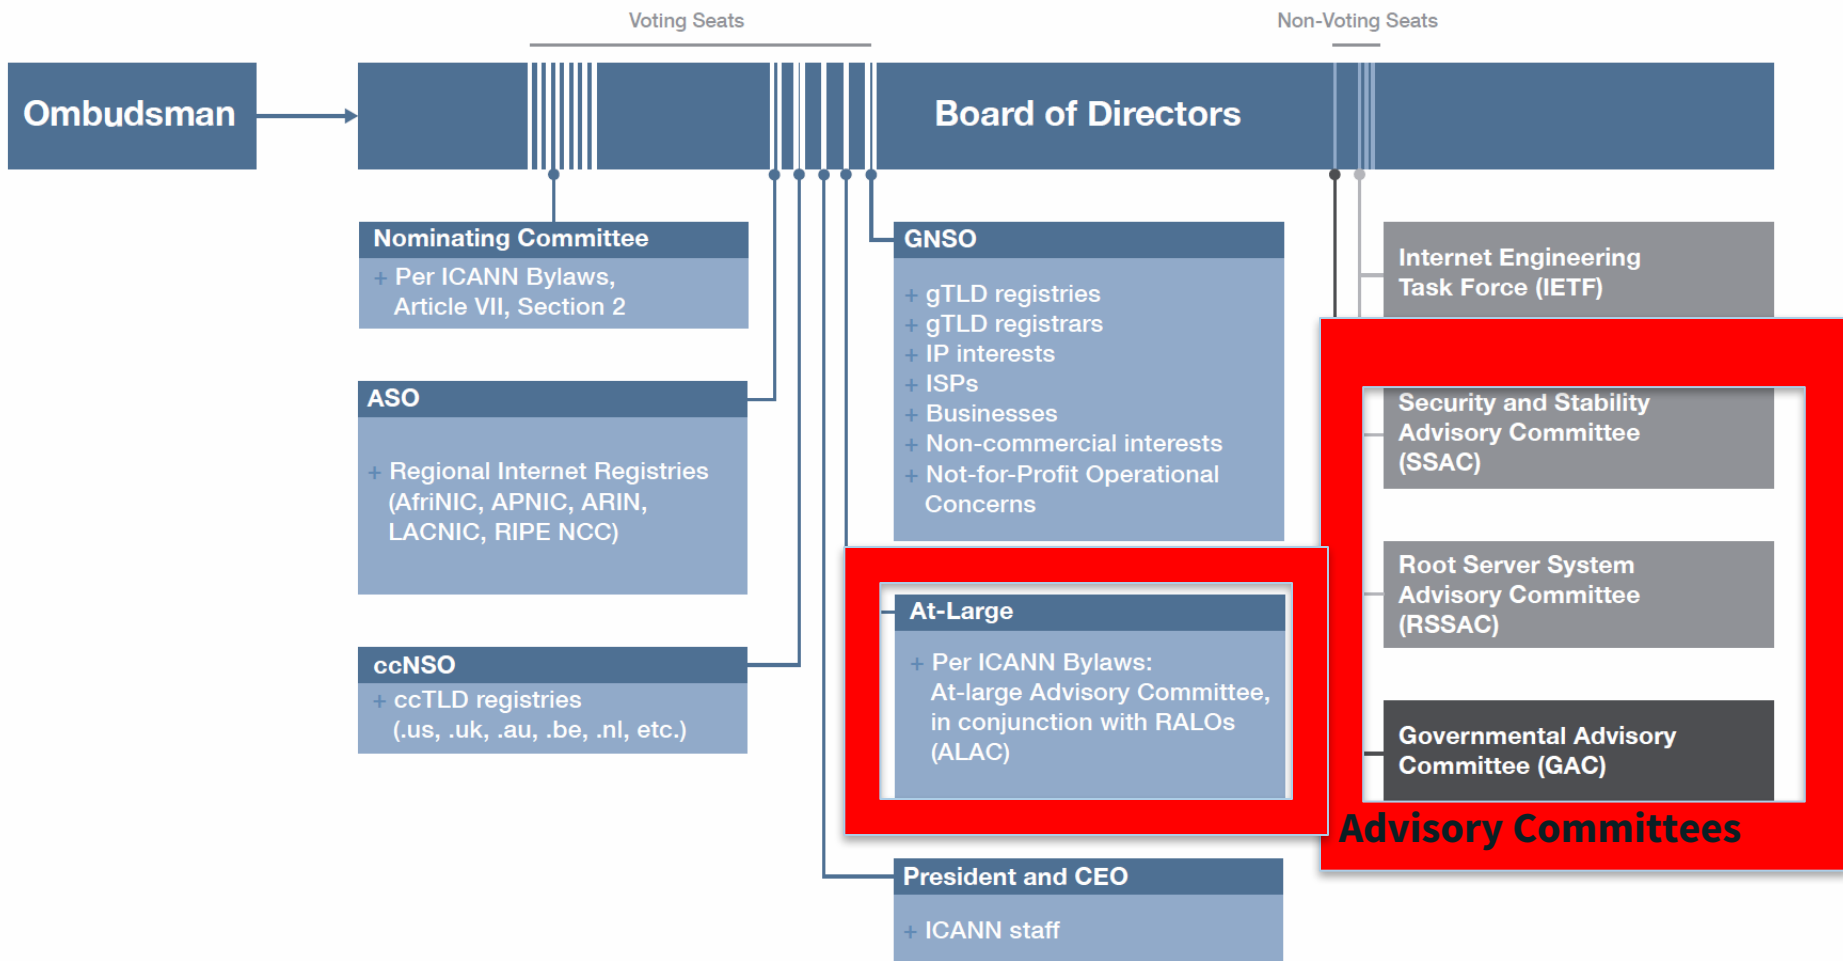 Voting Seats
Non-Voting Seats
Ombudsman
Board of Directors
Nominating Committee
+ Per ICANN Bylaws,
Article VII, Section 2
ASO
+ Regional Internet Registries
(AfriNIC, APNIC, ARIN,
LACNIC, RIPE NCC)
ccNSO
+ ccTLD registries
(.us, .uk, .au, .be, .nl, etc.)
GNSO
+ gTLD registries
+ gTLD registrars
+ IP interests
+ ISPs
+ Businesses
+ Non-commercial interests
+ Not-for-Profit Operational
Concerns
At-Large
+ Per ICANN Bylaws:
At-large Advisory Committee,
in conjunction with RALOs
(ALAC)
President and CEO
+ ICANN staff
Internet Engineering
Task Force (IETF)
Security and Stability
Advisory Committee
(SSAC)
Root Server System
Advisory Committee
(RSSAC)
Governmental Advisory
Committee (GAC)
Advisory Committees